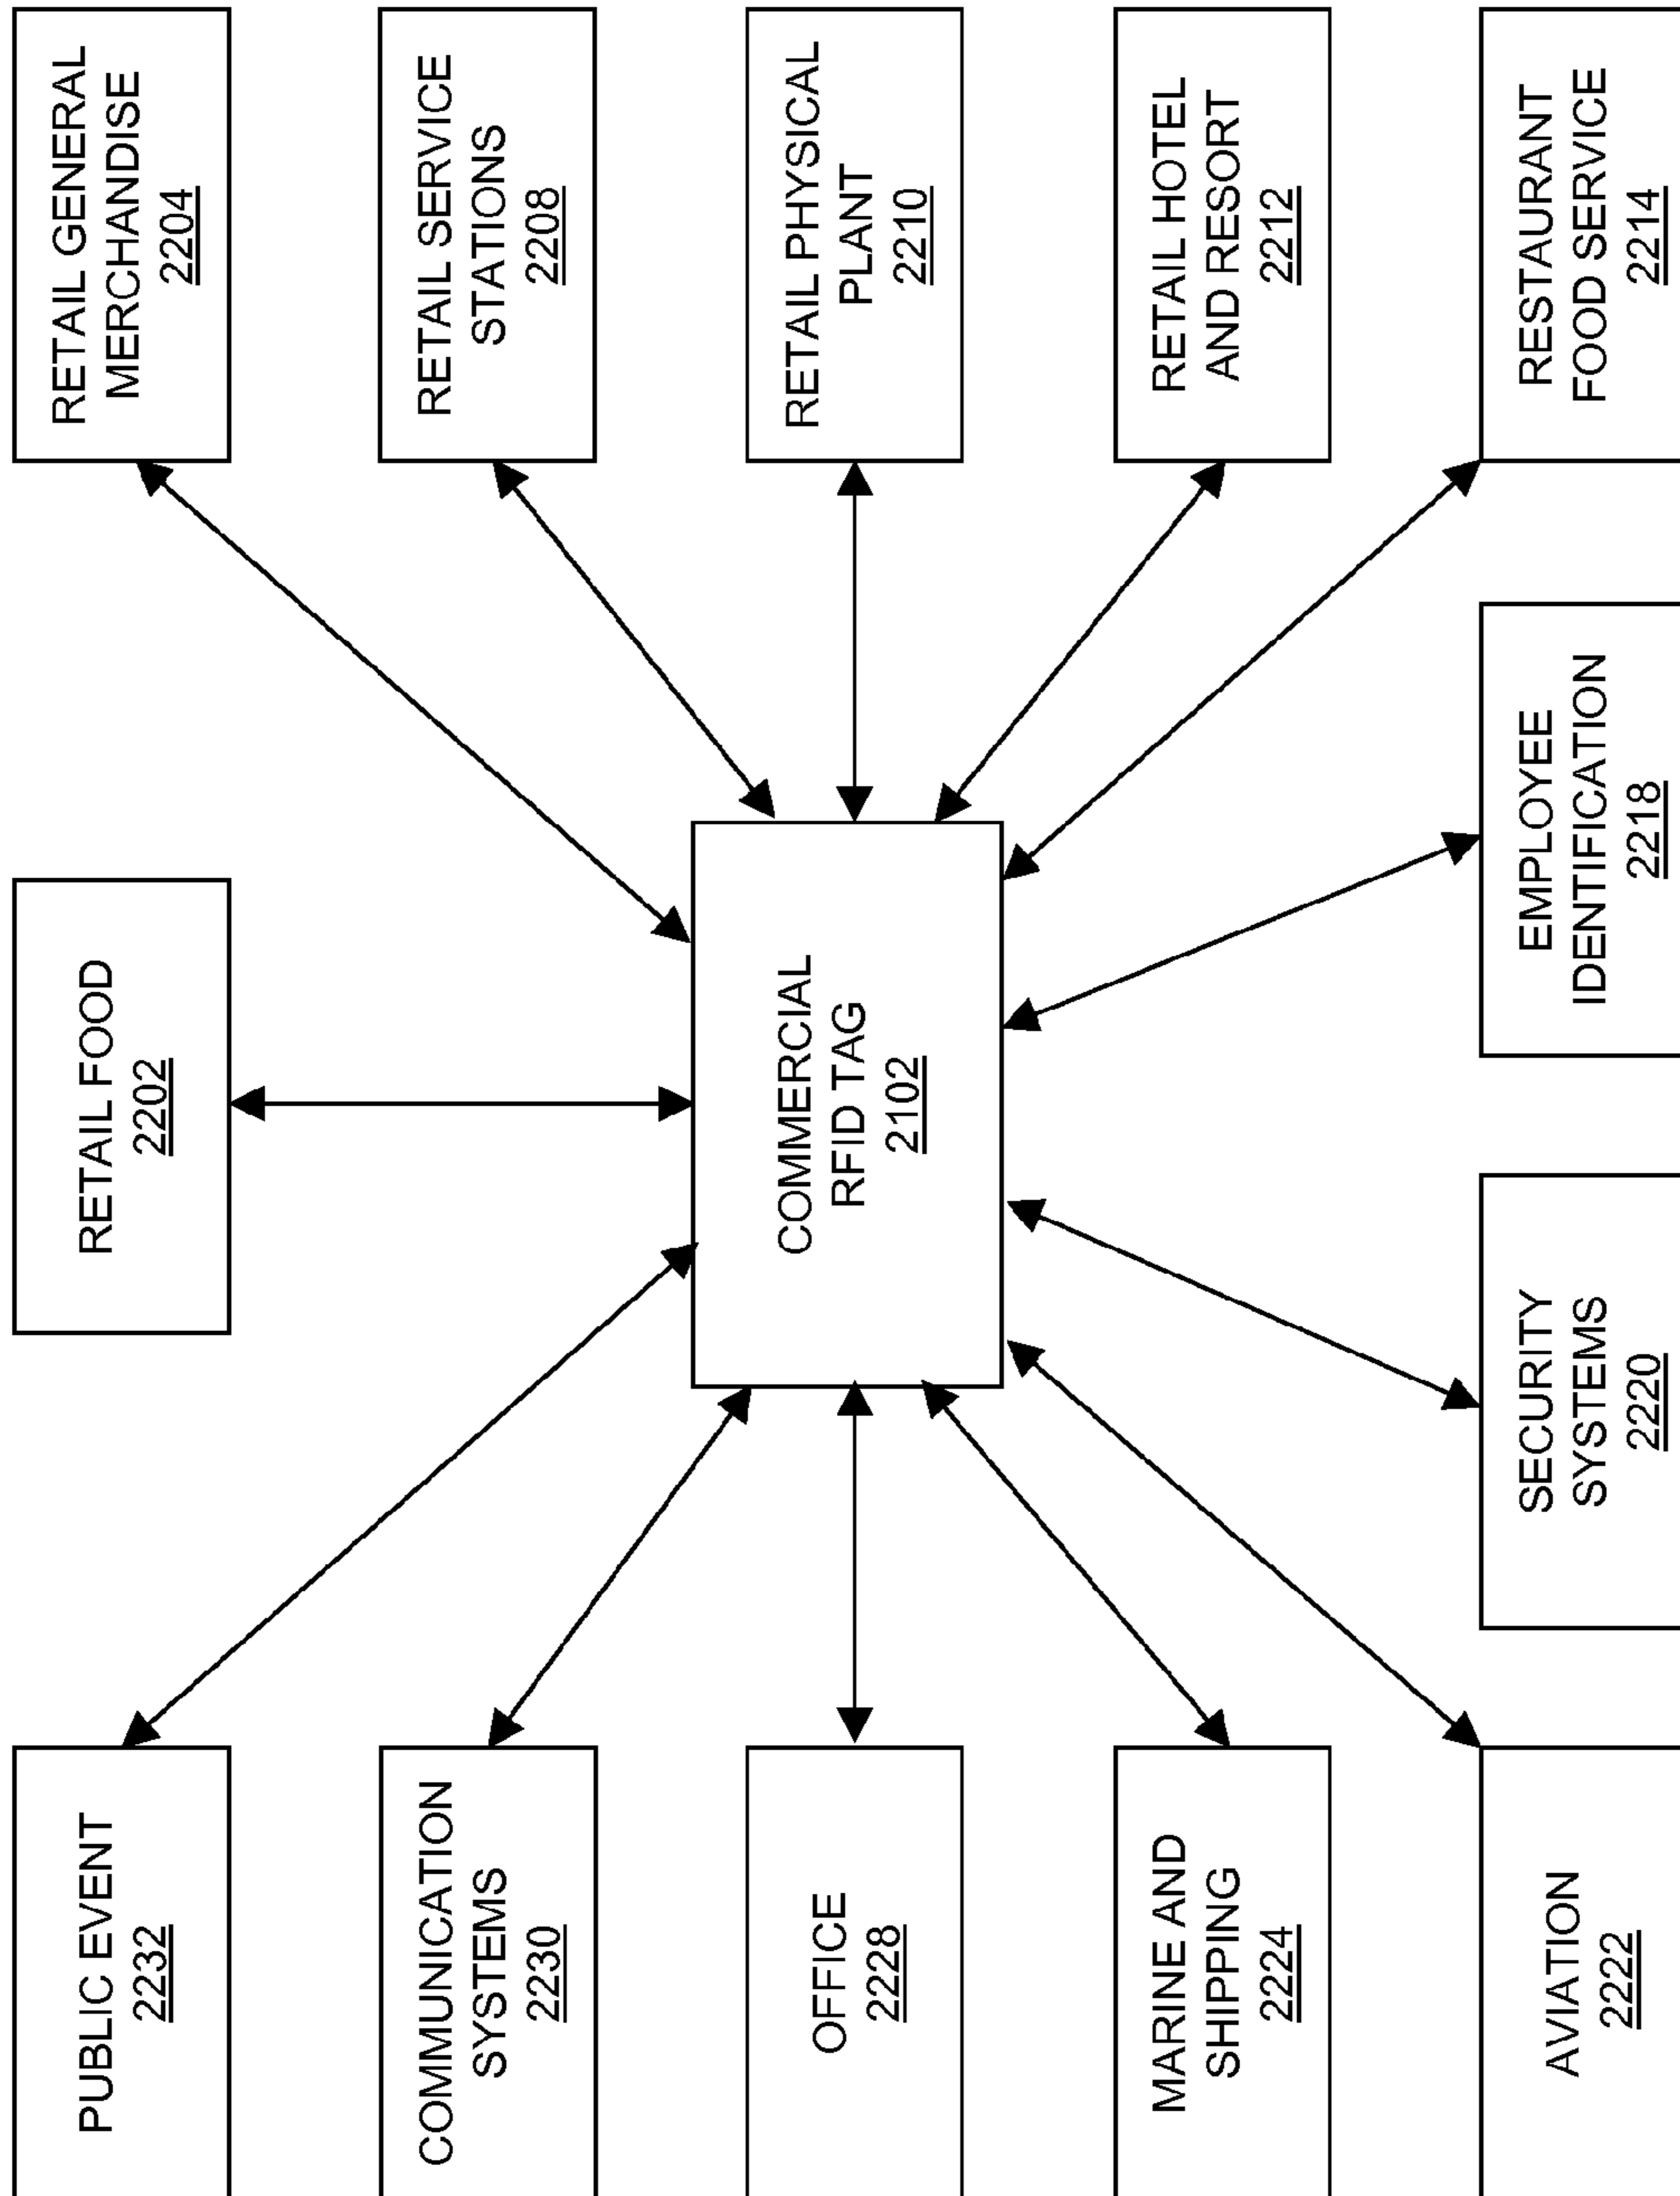 PUBLIC EVENT
2232
RETAIL FOOD
2202
RETAIL GENERAL
MERCHANDISE
2204
COMMUNICATION
SYSTEMS
2230
RETAIL SERVICE
STATIONS
2208
OFFICE
2228
COMMERCIAL
RFID TAG
2102
RETAIL PHYSICAL
PLANT
2210
MARINE AND
SHIPPING
2224
RETAIL HOTEL
AND RESORT
2212
AVIATION
2222
SECURITY
SYSTEMS
2220
EMPLOYEE
IDENTIFICATION
2218
RESTAURANT
FOOD SERVICE
2214